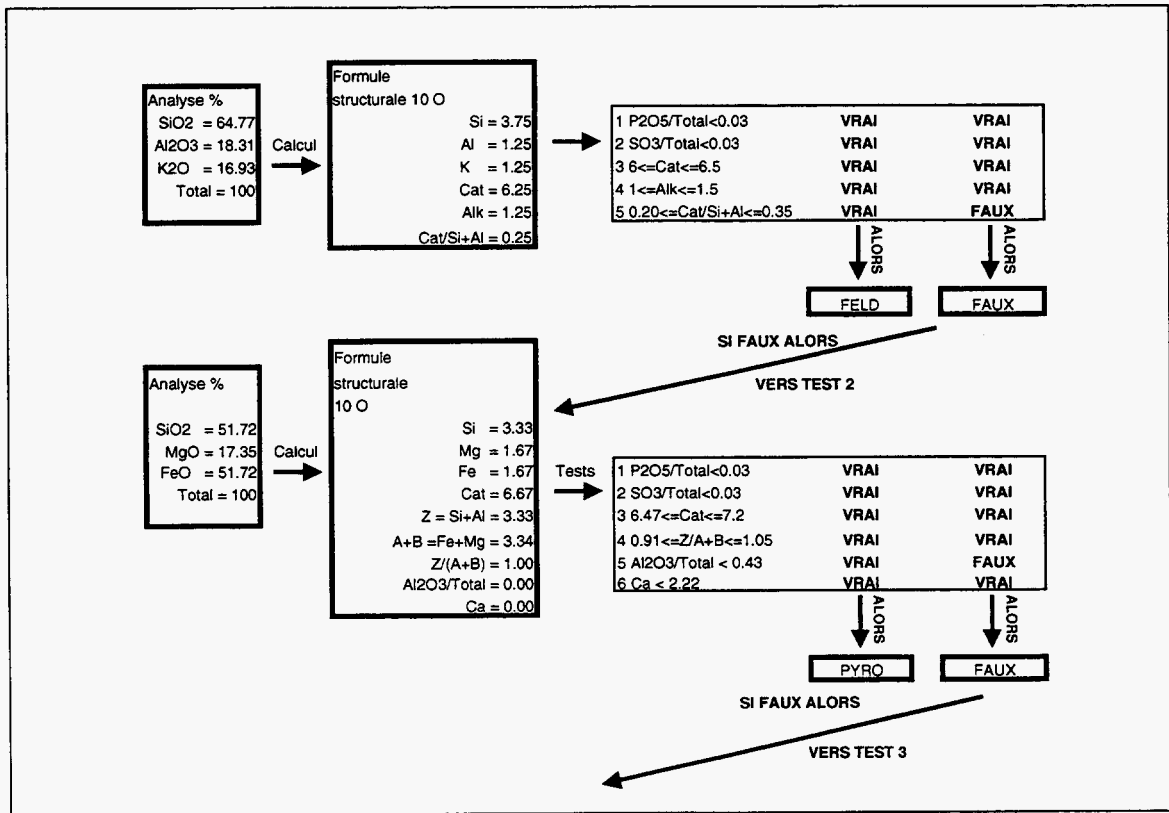 Analyse %
SiO2 = 64.77
Al2O3 = 18.31
K2O = 16.93
Total = 100
Calcul
Formule
structurale 10 O
Si = 3.75
Al = 1.25
K = 1.25
Cat = 6.25
Alk = 1.25
Cat/Si+Al = 0.25
1 P2O5/Total<0.03 VRAI VRAI
2 SO3/Total<0.03 VRAI VRAI
3 6<=Cat<=6.5 VRAI VRAI
4 1<=Alk<=1.5 VRAI VRAI
5 0.20<=Cat/Si+Al<=0.35 VRAI FAUX
ALORS ALORS
FELD FAUX
SI FAUX ALORS
VERS TEST 2
Analyse %
SiO2 = 51.72
MgO = 17.35
FeO = 51.72
Total = 100
Calcul
Formule
structurale
10 O
Si = 3.33
Mg = 1.67
Fe = 1.67
Cat = 6.67
Z = Si+Al = 3.33
A+B =Fe+Mg = 3.34
Z/(A+B) = 1.00
Al2O3/Total = 0.00
Ca = 0.00
Tests
1 P2O5/Total<0.03 VRAI VRAI
2 SO3/Total<0.03 VRAI VRAI
3 6.47<=Cat<=7.2 VRAI VRAI
4 0.91<=Z/A+B<=1.05 VRAI VRAI
5 Al2O3/Total < 0.43 VRAI FAUX
6 Ca < 2.22 VRAI VRAI
ALORS ALORS
PYRO FAUX
SI FAUX ALORS
VERS TEST 3